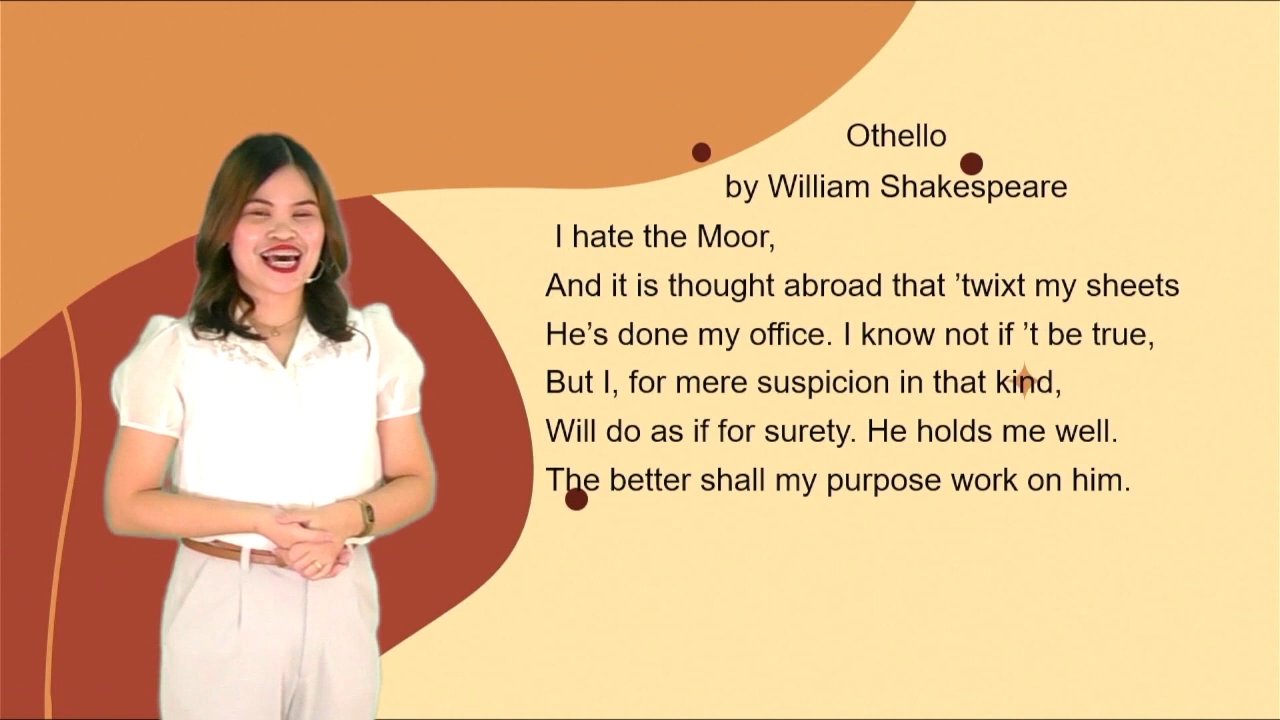 Othello
by William Shakespeare
I hate the Moor,
And it is thought abroad that ’twixt my sheets
He’s done my office. I know not if ’t be true,
But I, for mere suspicion in that kind,
Will do as if for surety. He holds me well.
The better shall my purpose work on him.